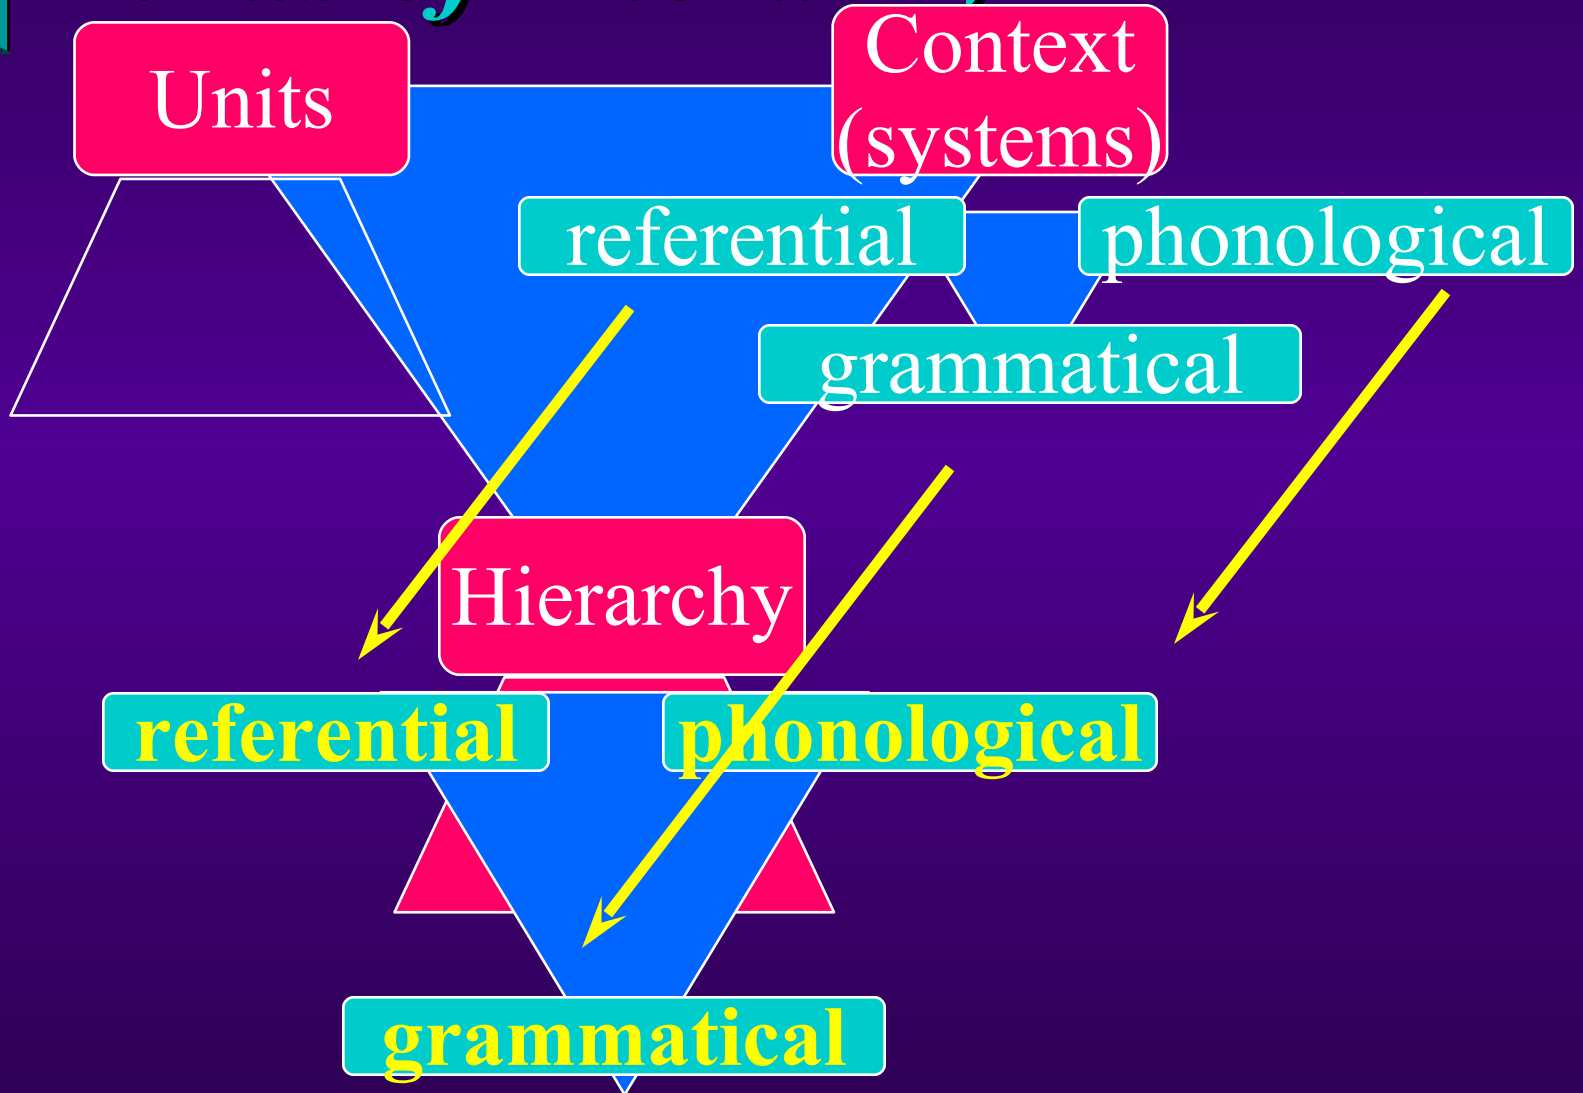 Units
Context
(systems)
referential
phonological
grammatical
Hierarchy
referential
phonological
grammatical